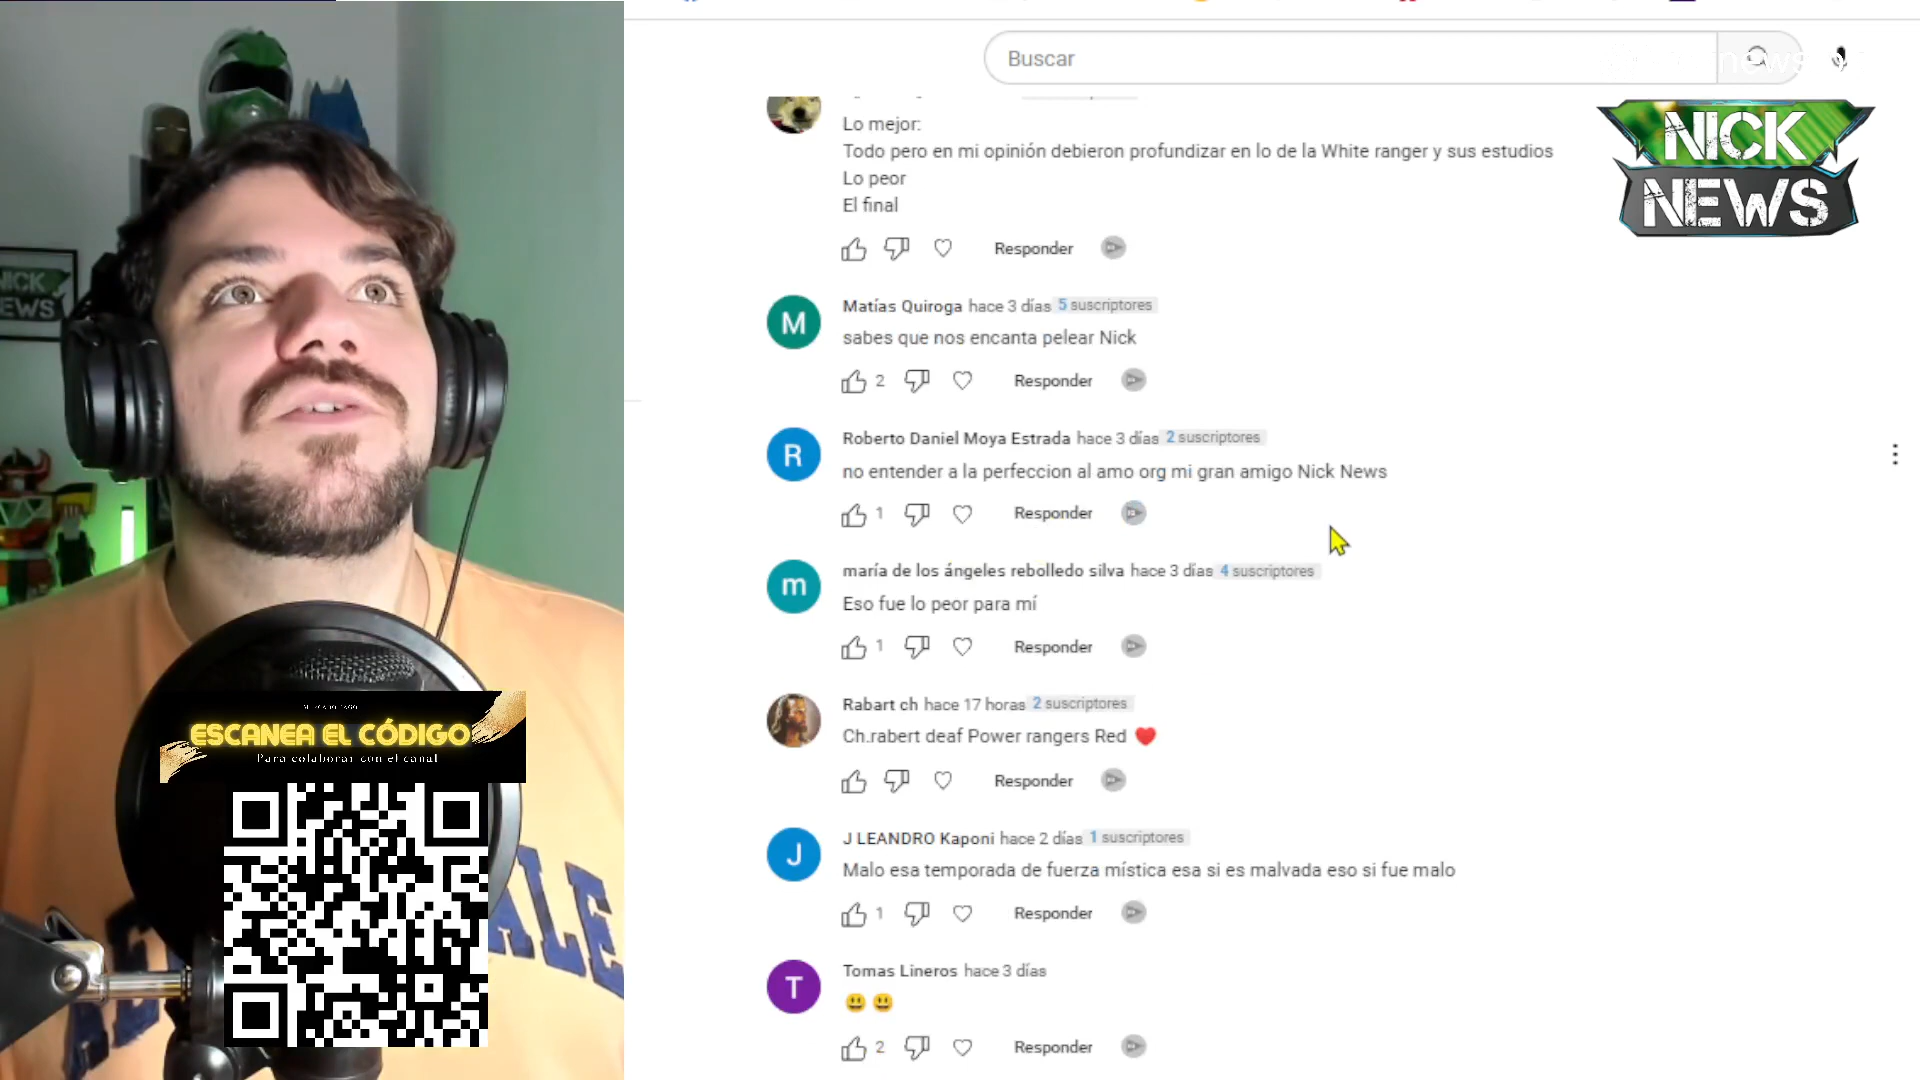 Buscar
NICK
NEWS
Lo mejor:
Todo pero en mi opinión debieron profundizar en lo de la White ranger y sus estudios
Lo peor
El final
Responder
Matías Quiroga hace 3 días 5 suscriptores
sabes que nos encanta pelear Nick
2 Responder
Roberto Daniel Moya Estrada hace 3 días 2 suscriptores
no entender a la perfeccion al amo org mi gran amigo Nick News
1 Responder
maría de los ángeles rebolledo silva hace 3 días 4 suscriptores
Eso fue lo peor para mí
1 Responder
Rabart ch hace 17 horas 2 suscriptores
Ch.rabert deaf Power rangers Red ❤️
Responder
J LEANDRO Kaponi hace 2 días 1 suscriptores
Malo esa temporada de fuerza mística esa si es malvada eso si fue malo
1 Responder
Tomas Lineros hace 3 días
😃 😃
2 Responder
NICK
EWS
ESCANEA EL CÓDIGO
Para colaborar con el canal
ALE
M
R
m
J
T